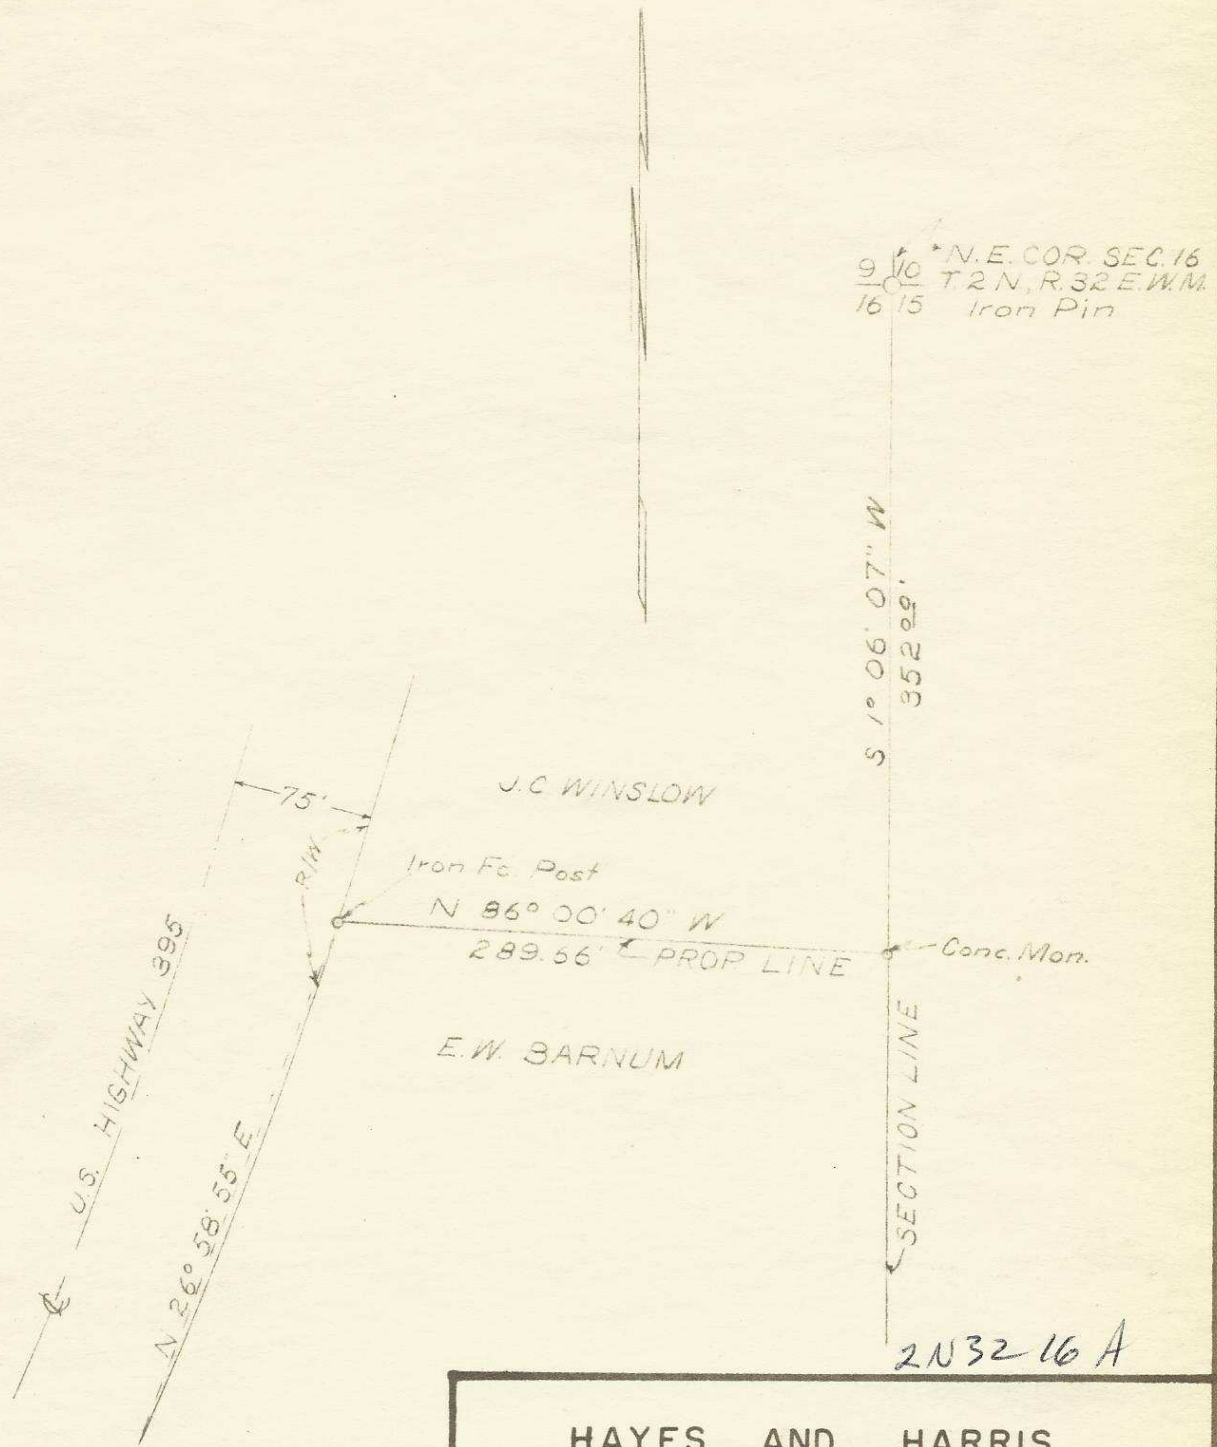 N.E. COR. SEC. 16
9 10 T. 2 N., R. 32 E. W. M.
16 15 Iron Pin
S 1° 06' 07" W
352.09'
J.C. WINSLOW
75'
R/W
Iron Fc. Post
N 86° 00' 40" W
289.66' PROP LINE
Conc. Mon.
U.S. HIGHWAY 395
E.W. BARNUM
SECTION LINE
N 26° 58' 55" E
℄
2N32 16 A
HAYES AND HARRIS